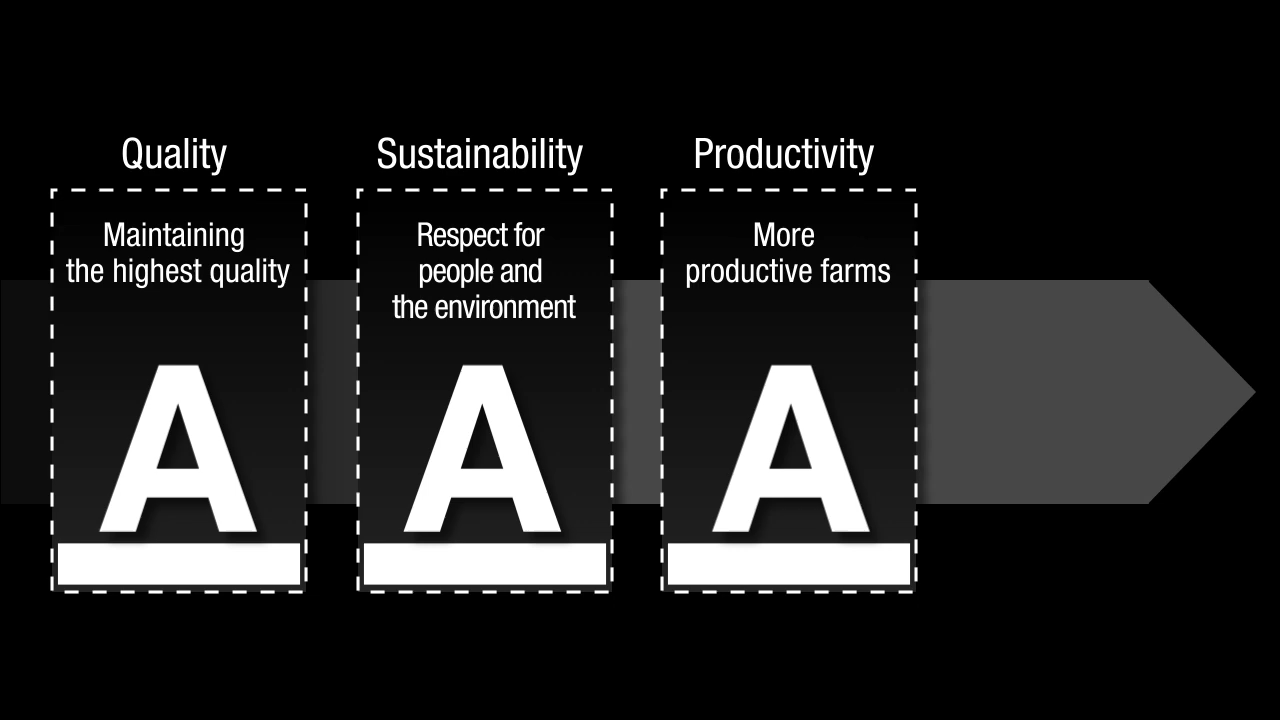 Quality
Maintaining
the highest quality
A
Sustainability
Respect for
people and
the environment
A
Productivity
More
productive farms
A